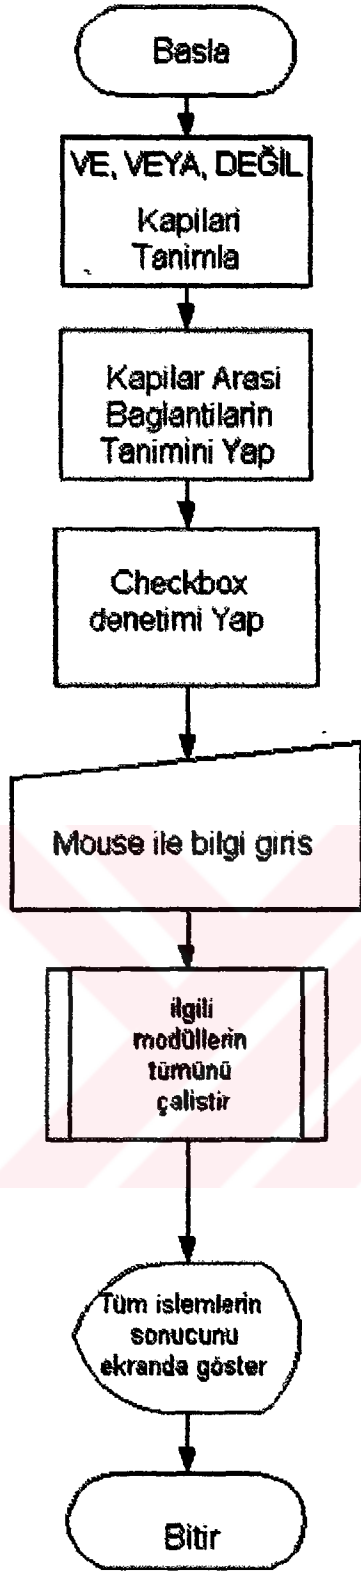 Basla
VE, VEYA, DEĞİL
Kapilari
Tanimla
Kapilar Arasi
Baglantilarin
Tanimini Yap
Checkbox
denetimi Yap
Mouse ile bilgi giris
ilgili
modüllerin
tümünü
çalistir
Tüm islemlerin
sonucunu
ekranda göster
Bitir